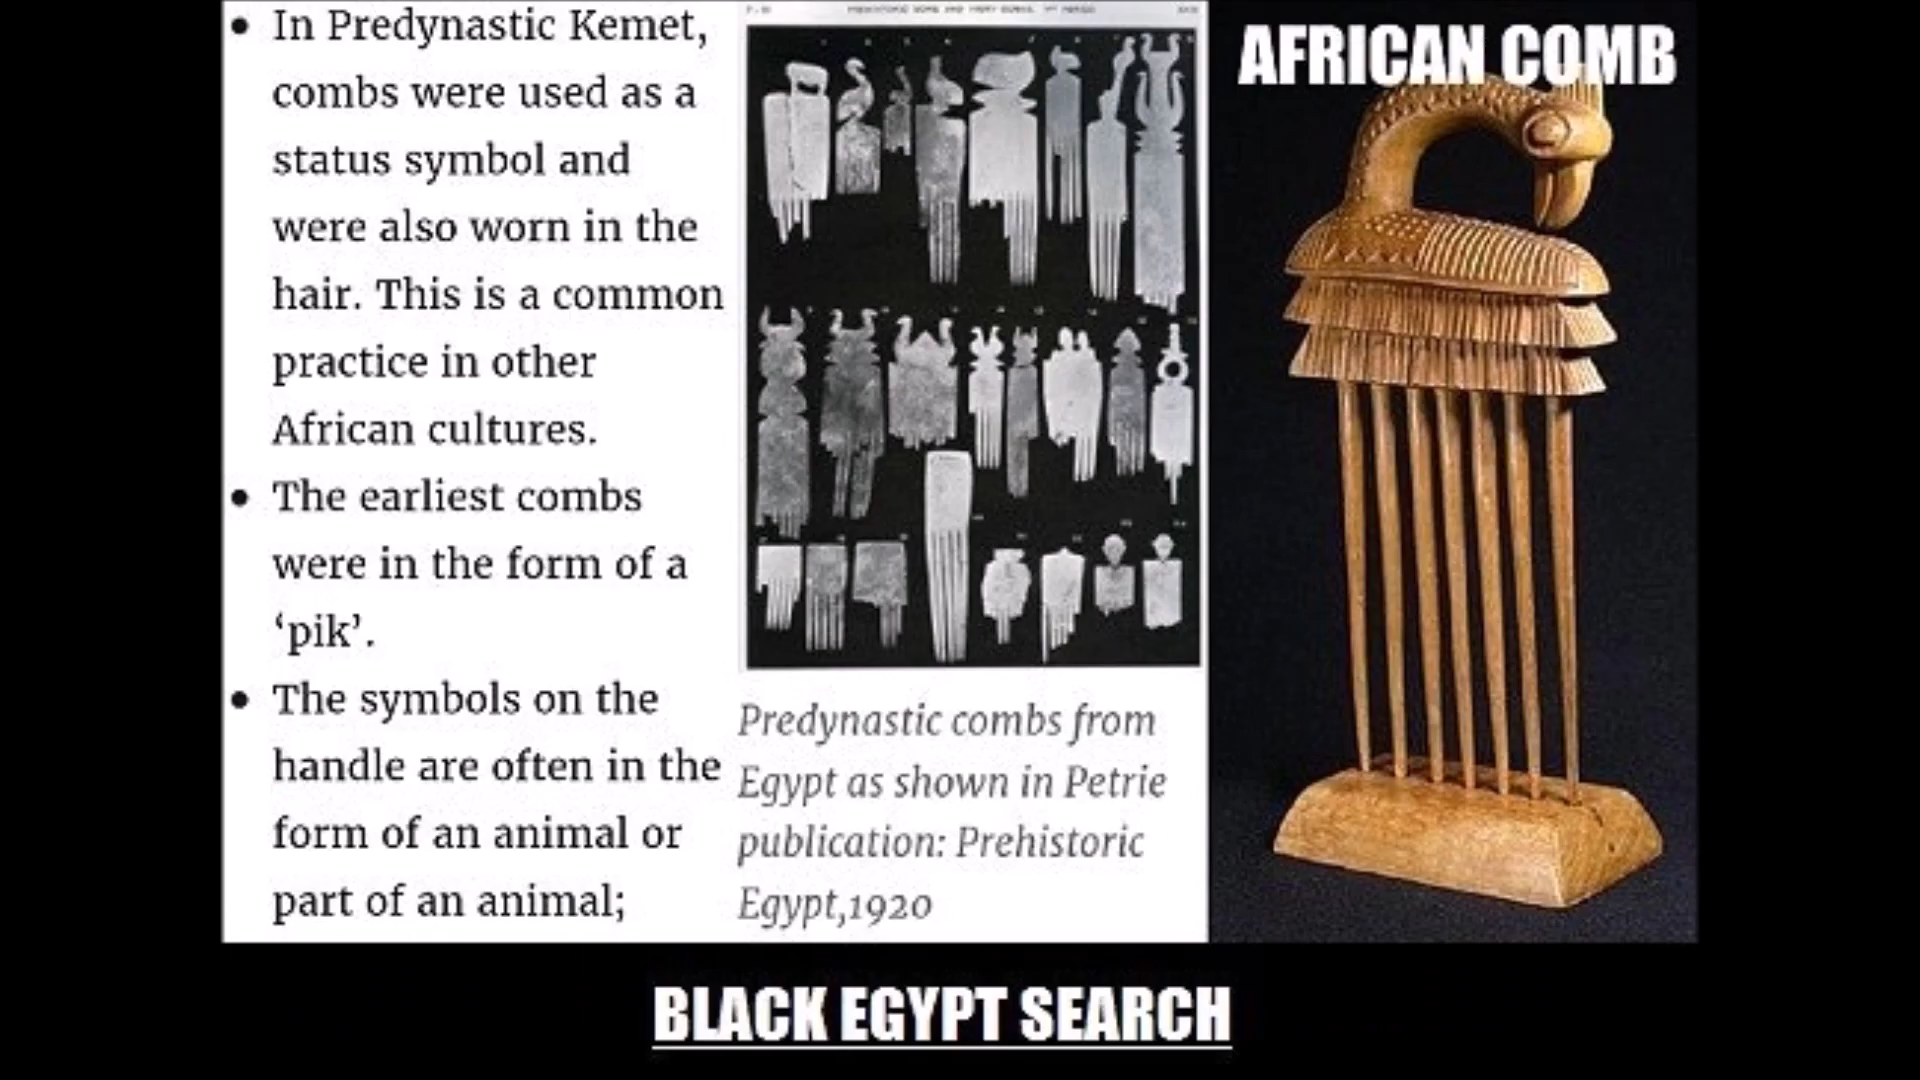 In Predynastic Kemet,
combs were used as a
status symbol and
were also worn in the
hair. This is a common
practice in other
African cultures.
The earliest combs
were in the form of a
‘pik’.
The symbols on the
handle are often in the
form of an animal or
part of an animal;
Predynastic combs from
Egypt as shown in Petrie
publication: Prehistoric
Egypt,1920
AFRICAN COMB
BLACK EGYPT SEARCH